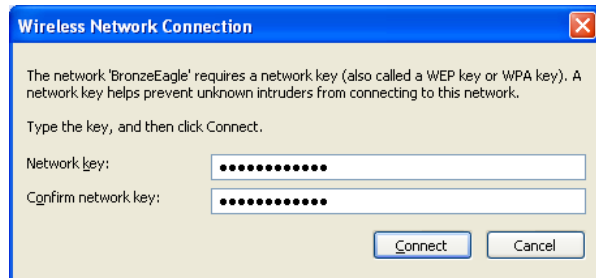 Wireless Network Connection
The network 'BronzeEagle' requires a network key (also called a WEP key or WPA key). A
network key helps prevent unknown intruders from connecting to this network.
Type the key, and then click Connect.
Network key: ●●●●●●●●●●●●
Confirm network key: ●●●●●●●●●●●●
Connect Cancel